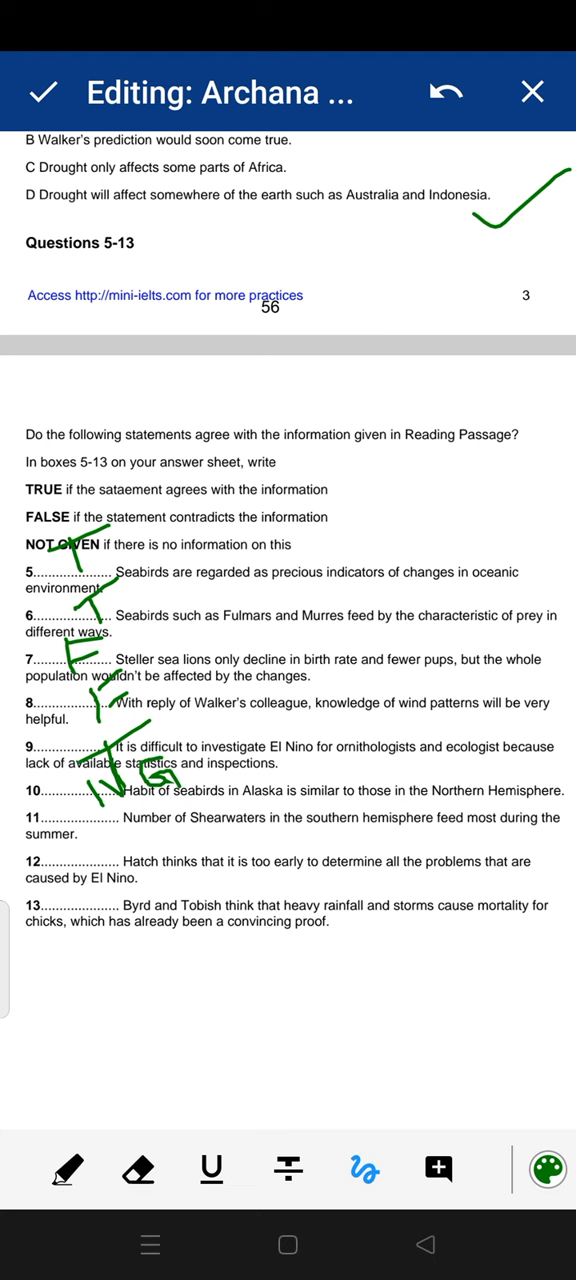 Editing: Archana ...
B Walker's prediction would soon come true.
C Drought only affects some parts of Africa.
D Drought will affect somewhere of the earth such as Australia and Indonesia.
Questions 5-13
Access http://mini-ielts.com for more practices
3
56
Do the following statements agree with the information given in Reading Passage?
In boxes 5-13 on your answer sheet, write
TRUE if the sataement agrees with the information
FALSE if the statement contradicts the information
NOT GIVEN if there is no information on this
T
5..................... Seabirds are regarded as precious indicators of changes in oceanic
environment.
T
6..................... Seabirds such as Fulmars and Murres feed by the characteristic of prey in
different ways.
F
7..................... Steller sea lions only decline in birth rate and fewer pups, but the whole
population wouldn't be affected by the changes.
F
8..................... With reply of Walker's colleague, knowledge of wind patterns will be very
helpful.
T
9..................... It is difficult to investigate El Nino for ornithologists and ecologist because
lack of available statistics and inspections.
NG
10..................... Habit of seabirds in Alaska is similar to those in the Northern Hemisphere.
11..................... Number of Shearwaters in the southern hemisphere feed most during the
summer.
12..................... Hatch thinks that it is too early to determine all the problems that are
caused by El Nino.
13..................... Byrd and Tobish think that heavy rainfall and storms cause mortality for
chicks, which has already been a convincing proof.